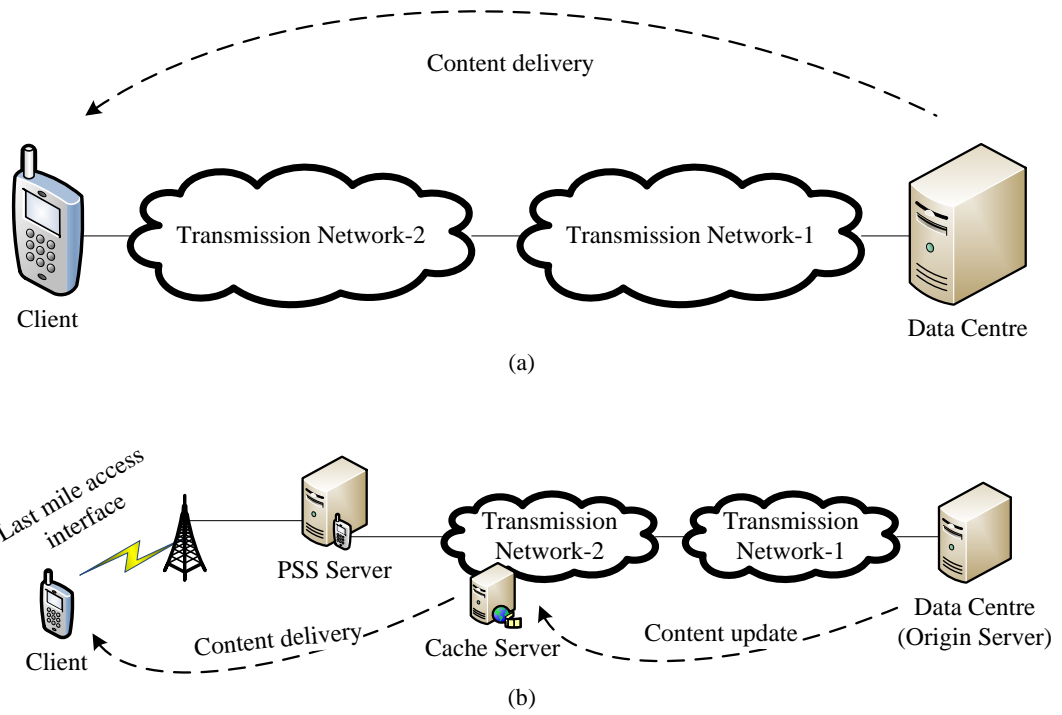 Content delivery
Transmission Network-2
Transmission Network-1
Client
Data Centre
(a)
Last mile access
interface
PSS Server
Transmission
Network-2
Transmission
Network-1
Client
Content delivery
Cache Server
Content update
Data Centre
(Origin Server)
(b)